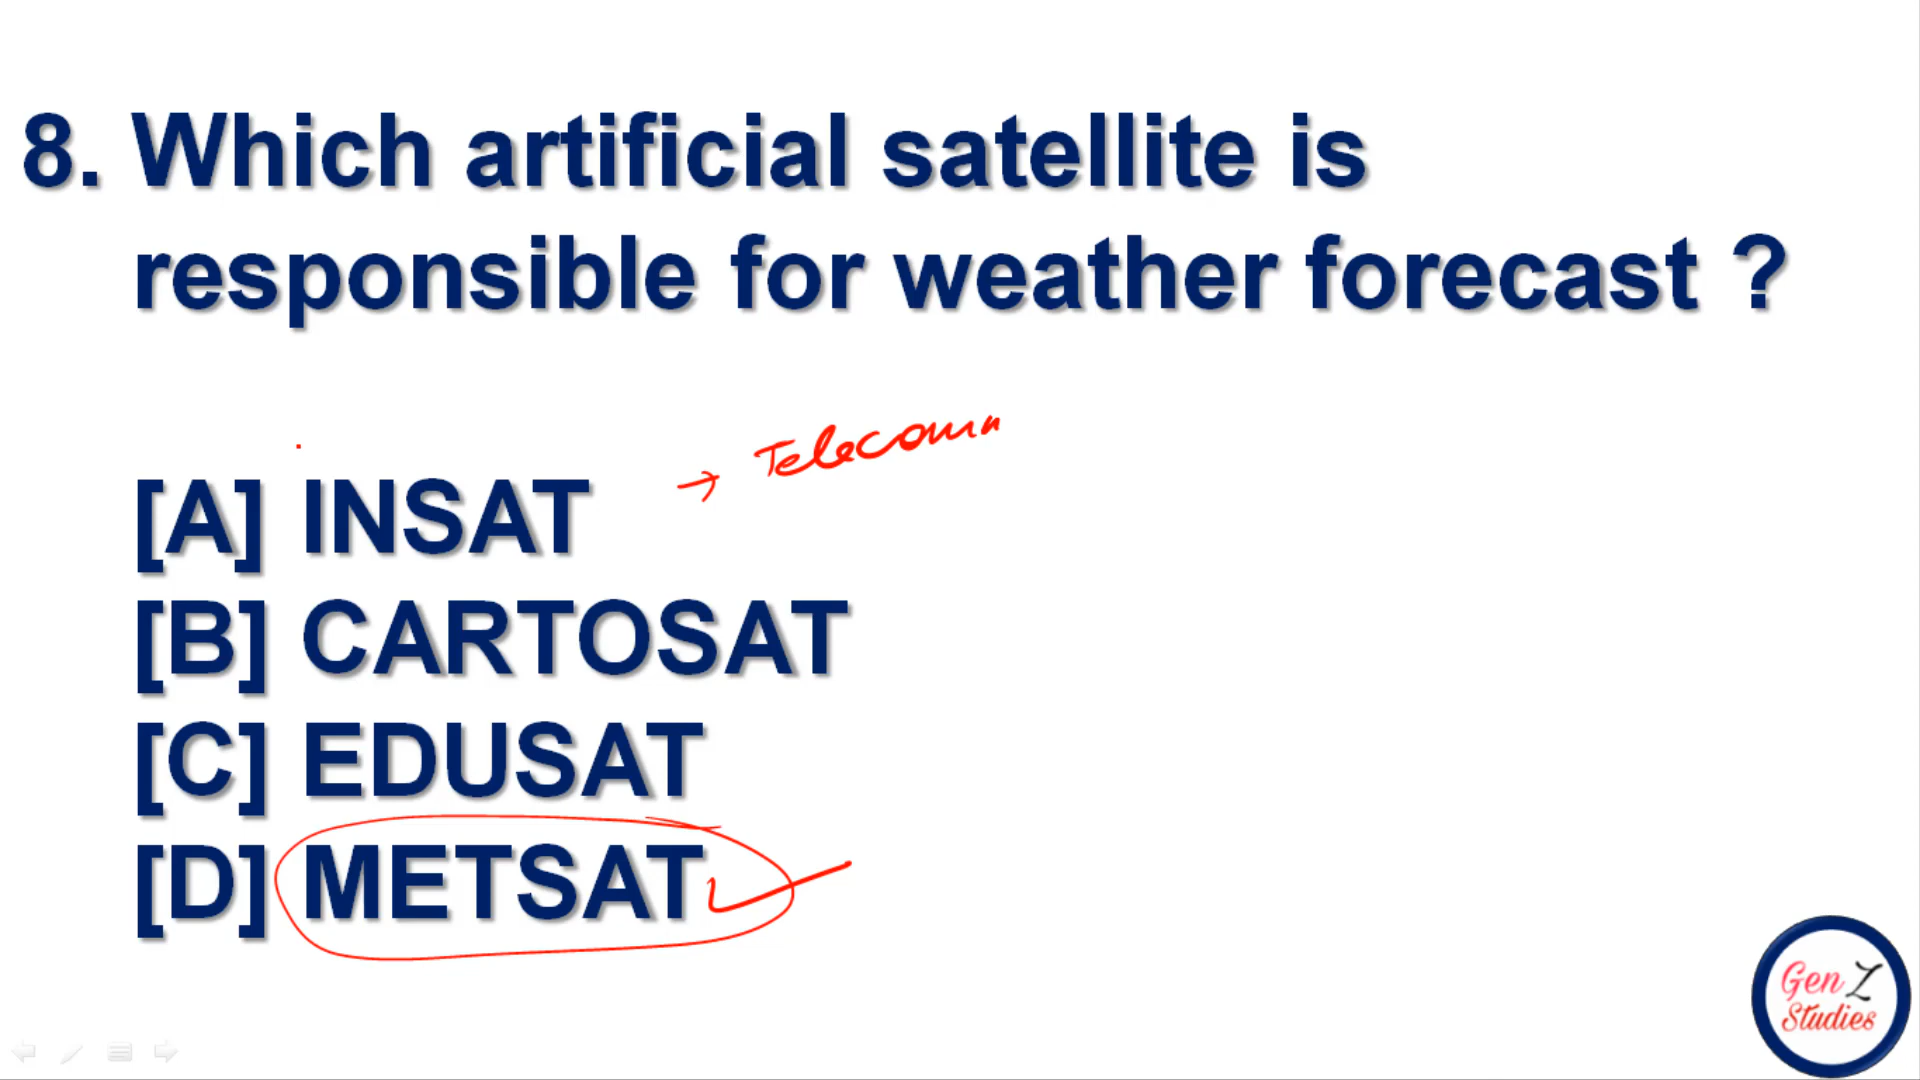 8. Which artificial satellite is
responsible for weather forecast ?
→ Telecomm
[A] INSAT
[B] CARTOSAT
[C] EDUSAT
[D] METSAT
Gen Z
Studies